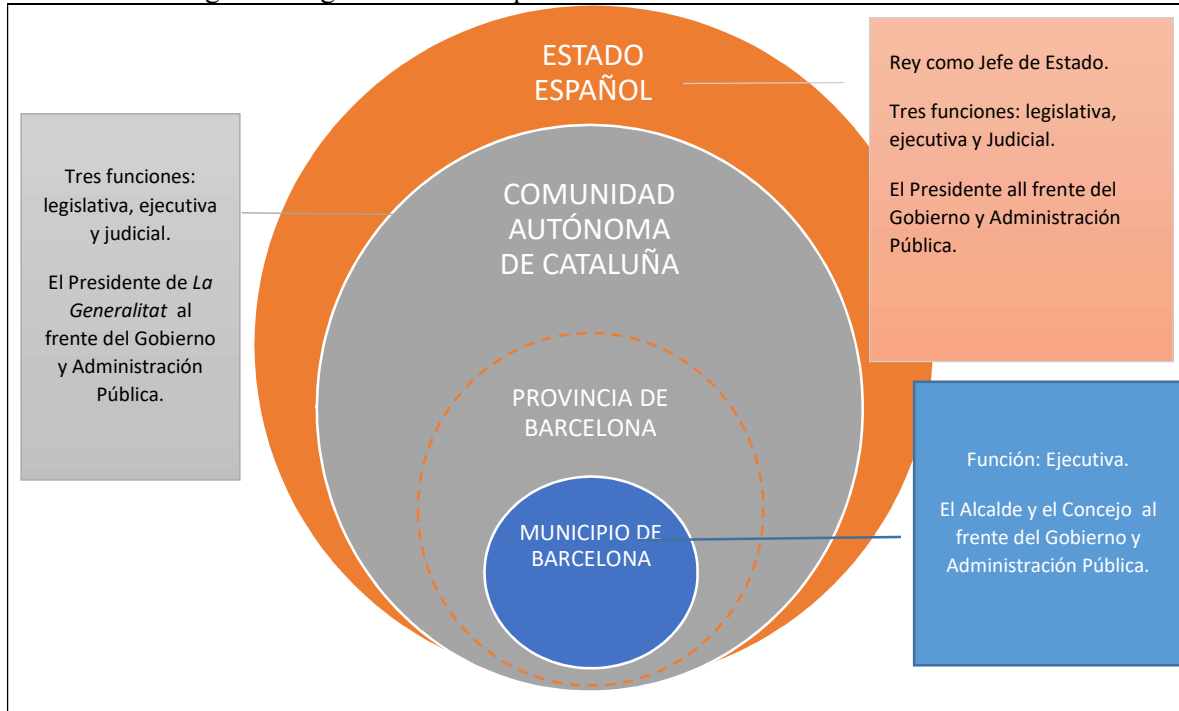 ESTADO
ESPAÑOL
Rey como Jefe de Estado.
Tres funciones: legislativa,
ejecutiva y Judicial.
El Presidente all frente del
Gobierno y Administración
Pública.
Tres funciones:
legislativa, ejecutiva
y judicial.
El Presidente de La
Generalitat al
frente del Gobierno
y Administración
Pública.
COMUNIDAD
AUTÓNOMA
DE CATALUÑA
PROVINCIA DE
BARCELONA
MUNICIPIO DE
BARCELONA
Función: Ejecutiva.
El Alcalde y el Concejo al
frente del Gobierno y
Administración Pública.